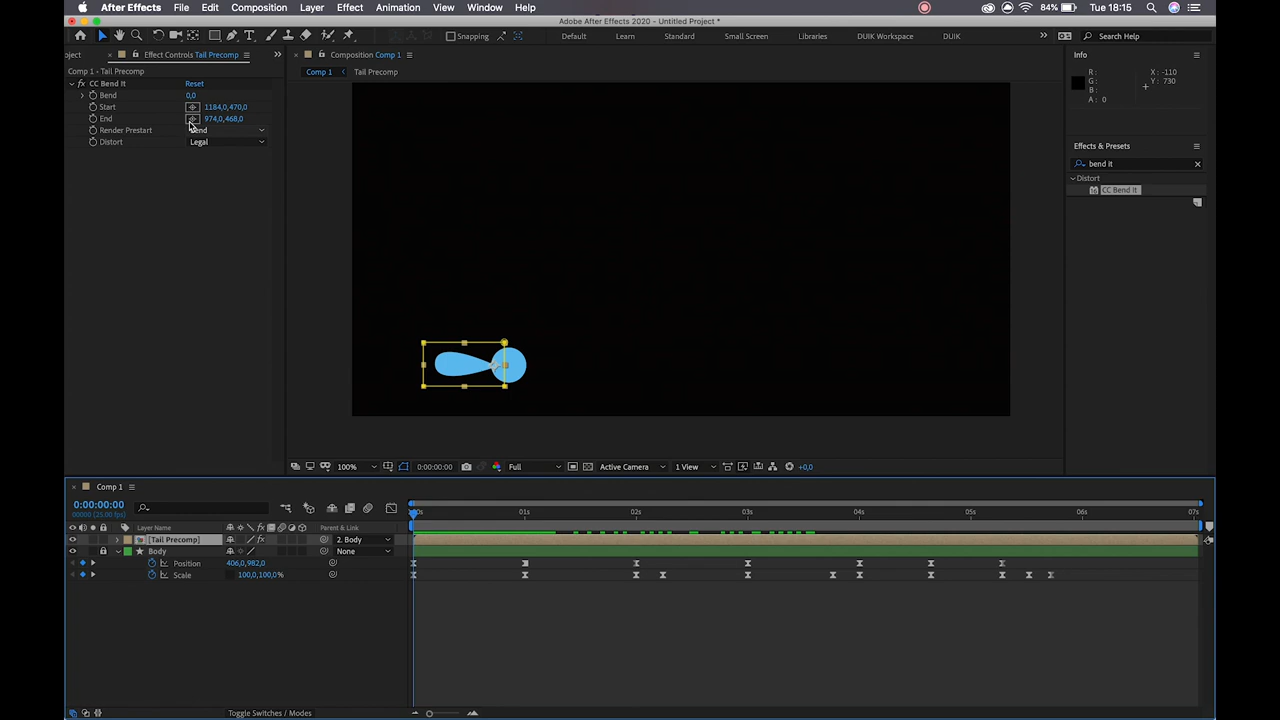 After Effects File Edit Composition Layer Effect Animation View Window Help 84% Tue 18:15
Adobe After Effects 2020 - Untitled Project *
Snapping Default Learn Standard Small Screen Libraries DUIK Workspace DUIK Search Help
oject Effect Controls Tail Precomp
Comp 1 • Tail Precomp
fx CC Bend It Reset
Bend 0,0
Start 1184,0,470,0
End 974,0,468,0
Render Prestart Bend
Distort Legal
Composition Comp 1
Comp 1 Tail Precomp
100% 0:00:00:00 Full Active Camera 1 View +0,0
R: X: -110
G: Y: 730
B:
A: 0
Effects & Presets
bend it
Distort
CC Bend It
Comp 1
0:00:00:00
00000 (25.00 fps)
:00s 01s 02s 03s 04s 05s 06s 07s
Layer Name fx Parent & Link
[Tail Precomp] fx 2. Body
Body None
Position 406,0,982,0
Scale 100,0,100,0%
Toggle Switches / Modes